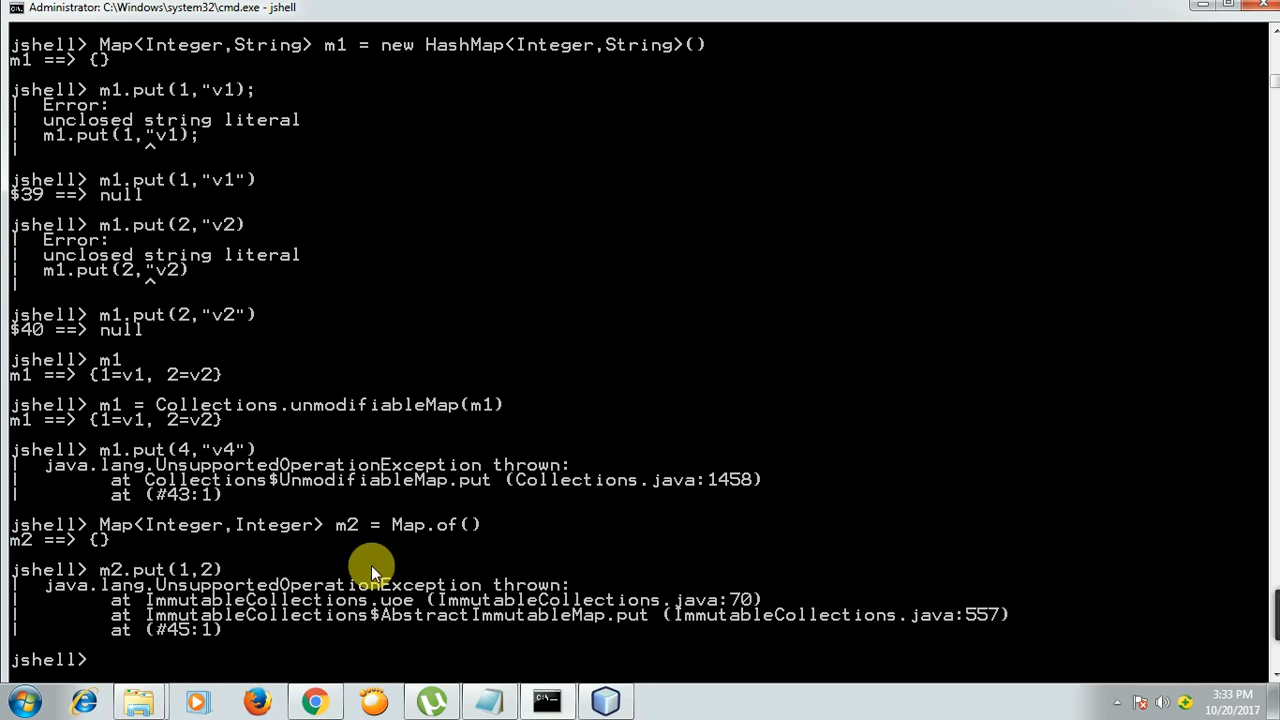 Administrator: C:\Windows\system32\cmd.exe - jshell
jshell> Map<Integer,String> m1 = new HashMap<Integer,String>()
m1 ==> {}
jshell> m1.put(1,"v1);
|   Error:
|   unclosed string literal
|   m1.put(1,"v1);
|            ^
jshell> m1.put(1,"v1")
$39 ==> null
jshell> m1.put(2,"v2)
|   Error:
|   unclosed string literal
|   m1.put(2,"v2)
|            ^
jshell> m1.put(2,"v2")
$40 ==> null
jshell> m1
m1 ==> {1=v1, 2=v2}
jshell> m1 = Collections.unmodifiableMap(m1)
m1 ==> {1=v1, 2=v2}
jshell> m1.put(4,"v4")
|   java.lang.UnsupportedOperationException thrown:
|         at Collections$UnmodifiableMap.put (Collections.java:1458)
|         at (#43:1)
jshell> Map<Integer,Integer> m2 = Map.of()
m2 ==> {}
jshell> m2.put(1,2)
|   java.lang.UnsupportedOperationException thrown:
|         at ImmutableCollections.uoe (ImmutableCollections.java:70)
|         at ImmutableCollections$AbstractImmutableMap.put (ImmutableCollections.java:557)
|         at (#45:1)
jshell>
3:33 PM
10/20/2017